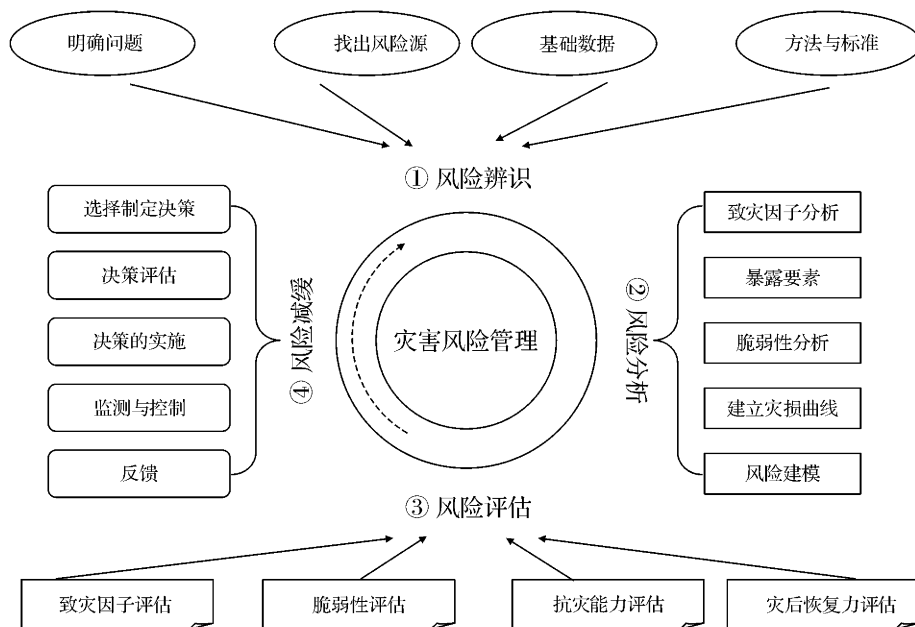 明确问题
找出风险源
基础数据
方法与标准
① 风险辨识
选择制定决策
决策评估
决策的实施
监测与控制
反馈
④ 风险减缓
灾害风险管理
② 风险分析
致灾因子分析
暴露要素
脆弱性分析
建立灾损曲线
风险建模
③ 风险评估
致灾因子评估
脆弱性评估
抗灾能力评估
灾后恢复力评估